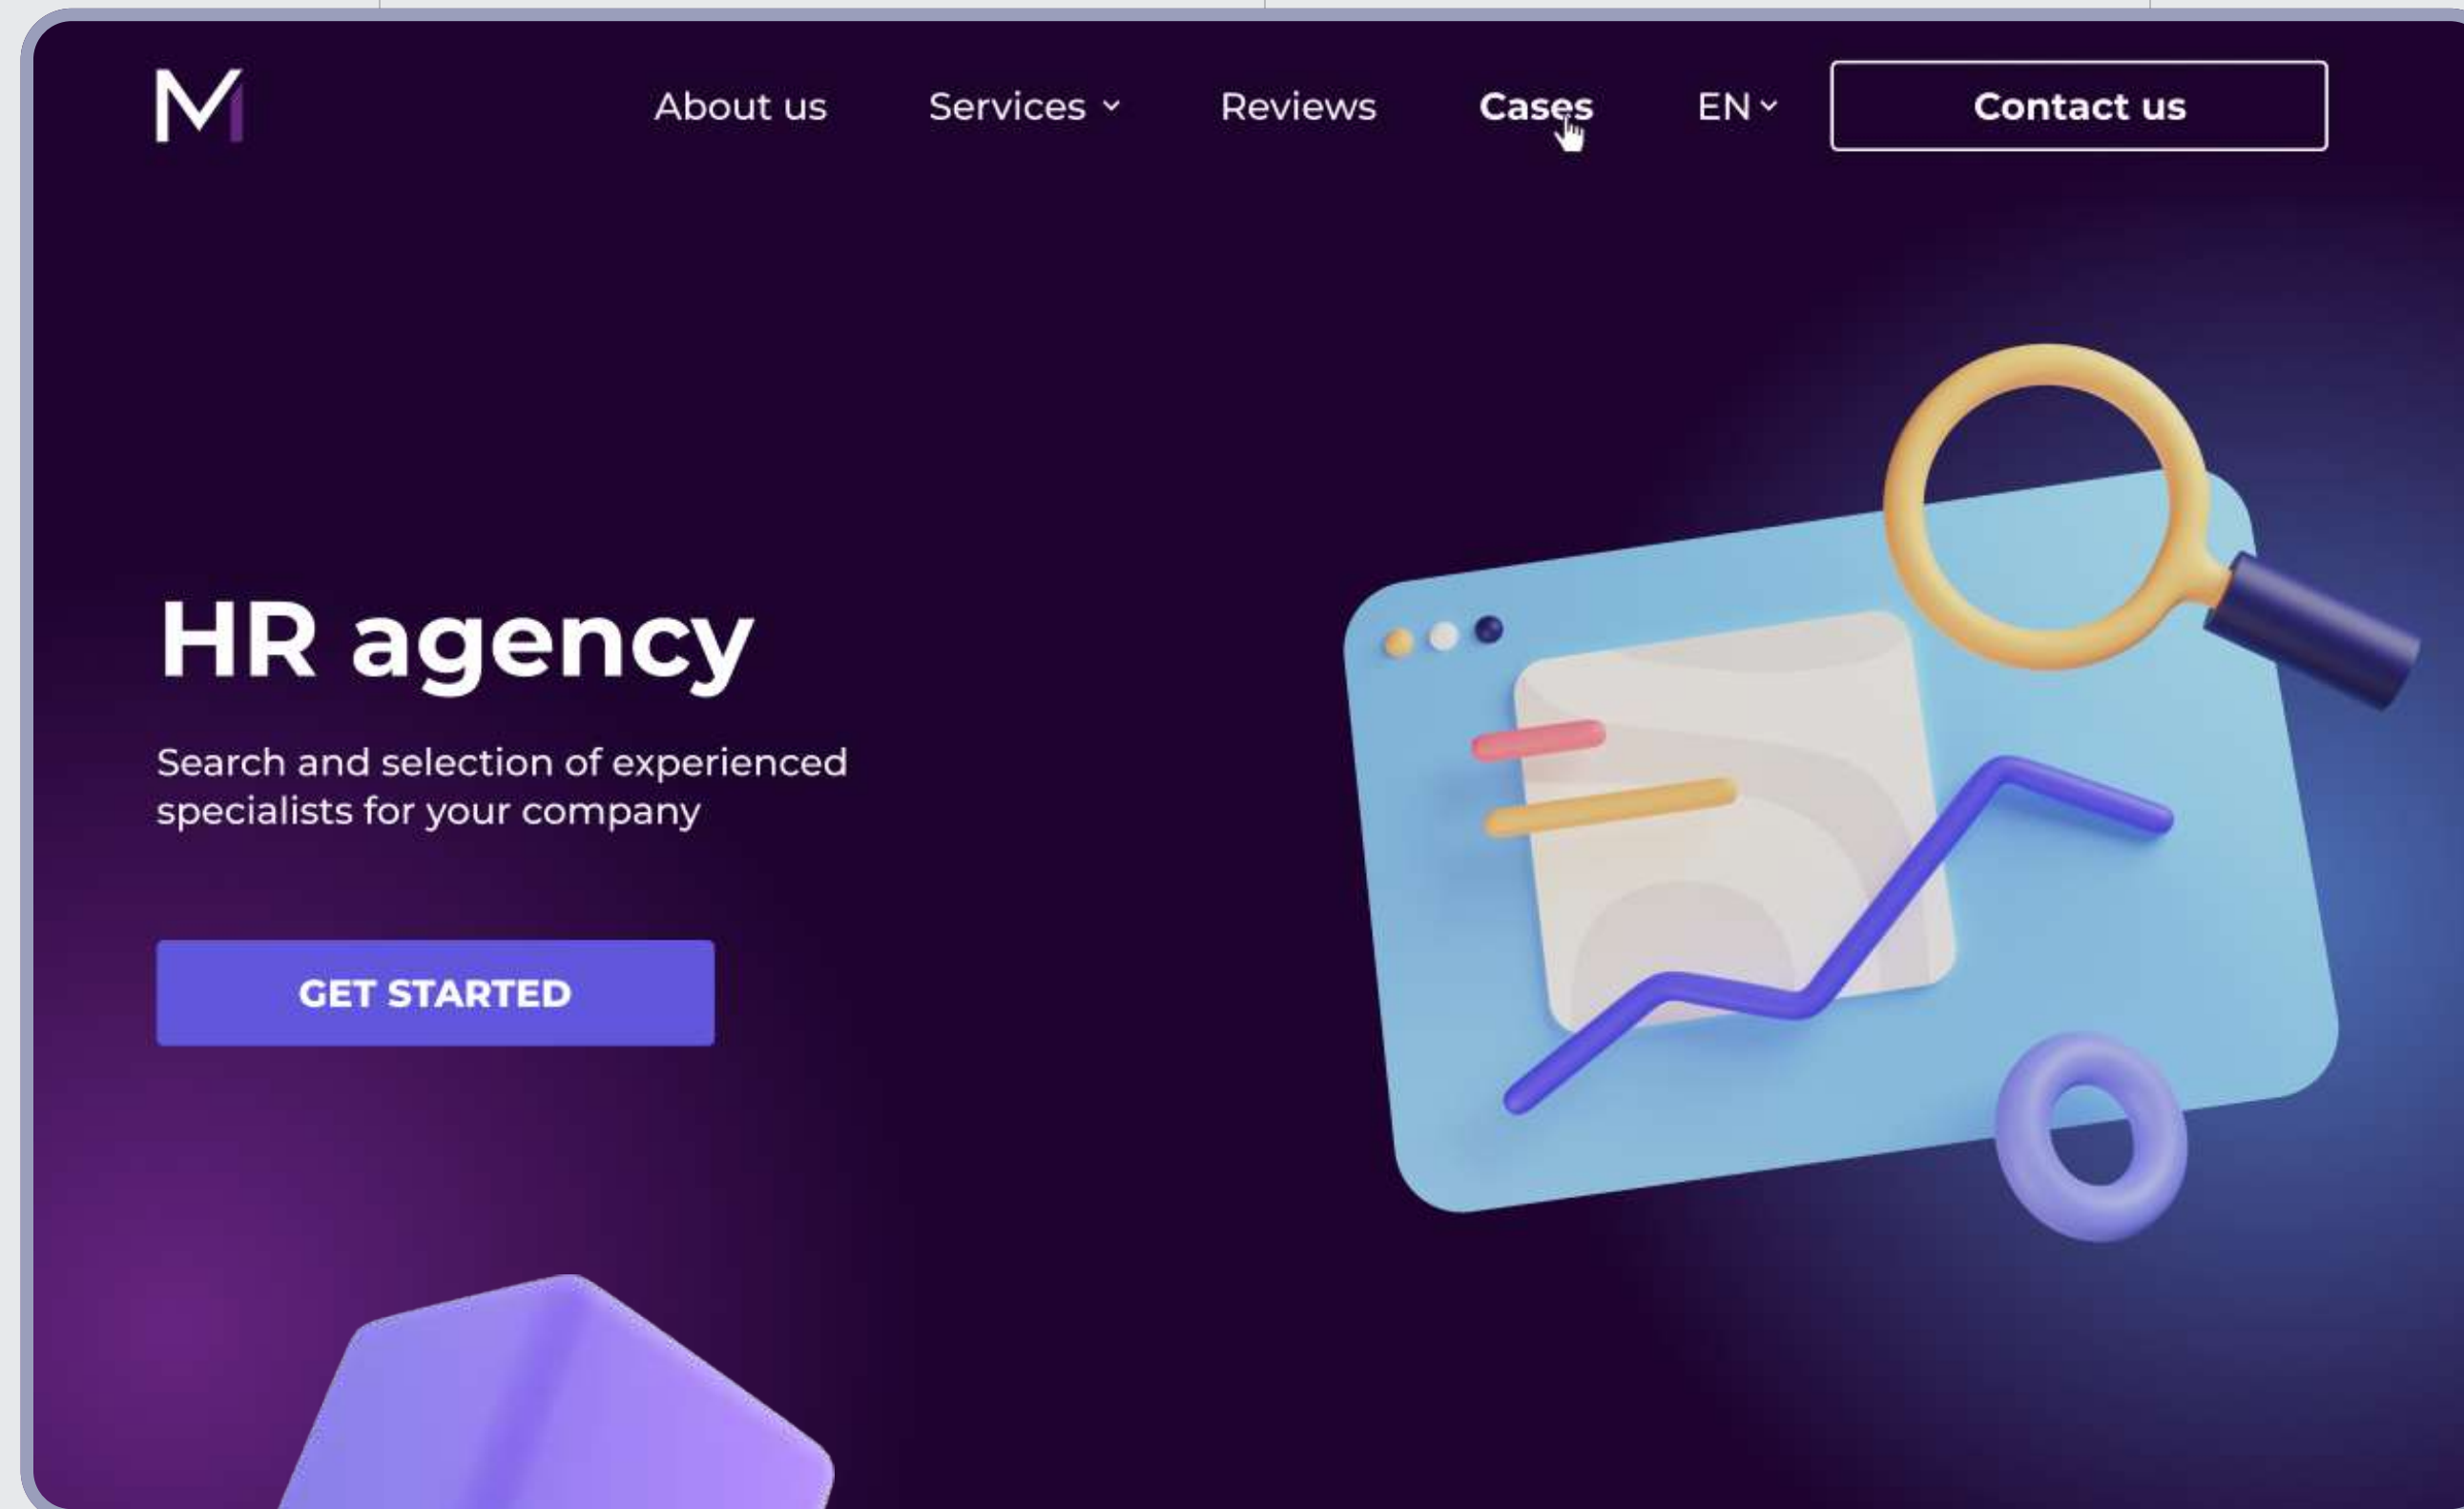 M
About us
Services
Reviews
Cases
EN
Contact us
HR agency
Search and selection of experienced
specialists for your company
GET STARTED